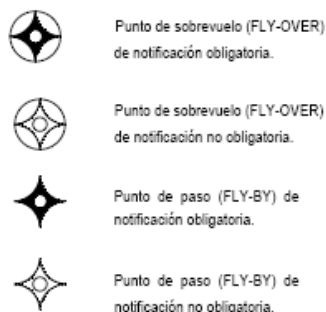 Punto de sobrevuelo (FLY-OVER)
de notificación obligatoria.
Punto de sobrevuelo (FLY-OVER)
de notificación no obligatoria.
Punto de paso (FLY-BY) de
notificación obligatoria.
Punto de paso (FLY-BY) de
notificación no obligatoria.